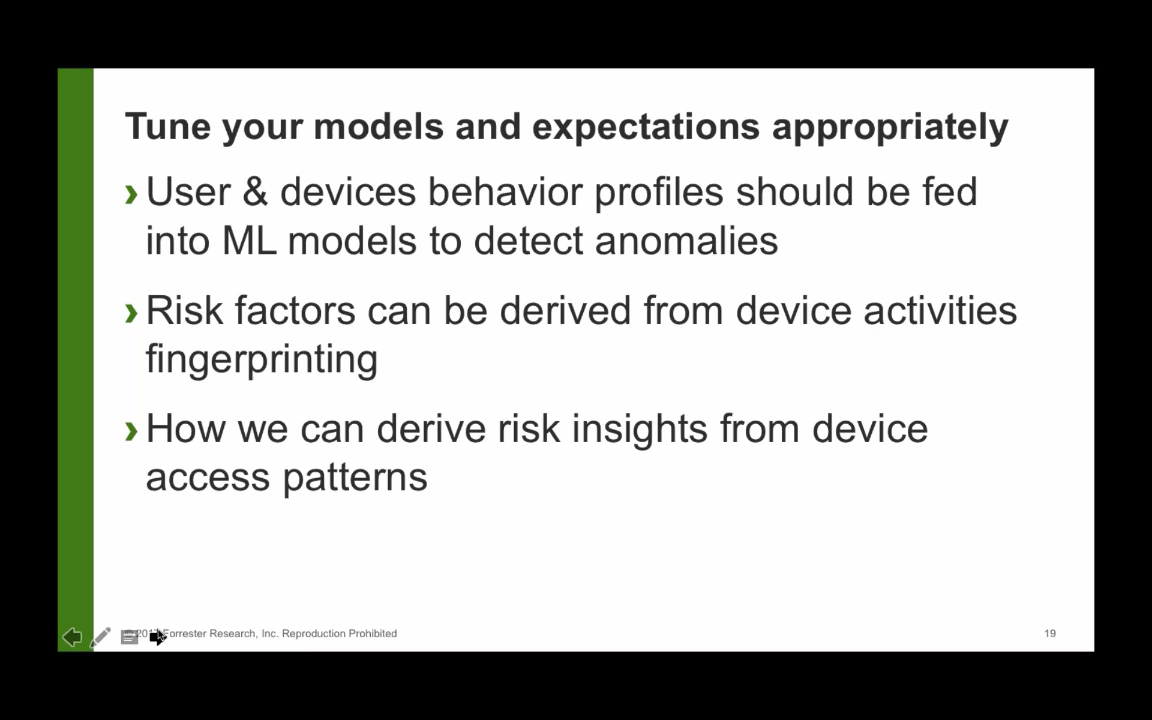 Tune your models and expectations appropriately
› User & devices behavior profiles should be fed
into ML models to detect anomalies
› Risk factors can be derived from device activities
fingerprinting
› How we can derive risk insights from device
access patterns
Forrester Research, Inc. Reproduction Prohibited
19